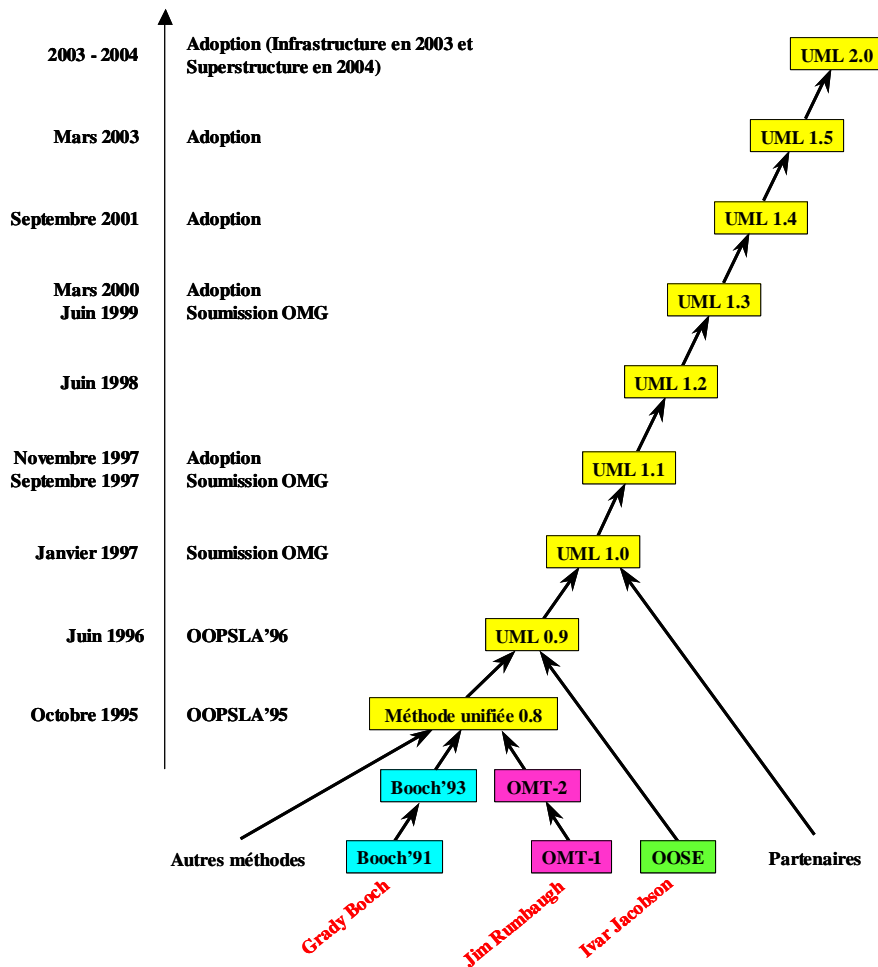 2003 - 2004
Adoption (Infrastructure en 2003 et
Superstructure en 2004)
UML 2.0
Mars 2003
Adoption
UML 1.5
Septembre 2001
Adoption
UML 1.4
Mars 2000
Adoption
Juin 1999
Soumission OMG
UML 1.3
Juin 1998
UML 1.2
Novembre 1997
Adoption
Septembre 1997
Soumission OMG
UML 1.1
Janvier 1997
Soumission OMG
UML 1.0
Juin 1996
OOPSLA’96
UML 0.9
Octobre 1995
OOPSLA’95
Méthode unifiée 0.8
Booch’93
OMT-2
Autres méthodes
Booch’91
OMT-1
OOSE
Partenaires
Grady Booch
Jim Rumbaugh
Ivar Jacobson